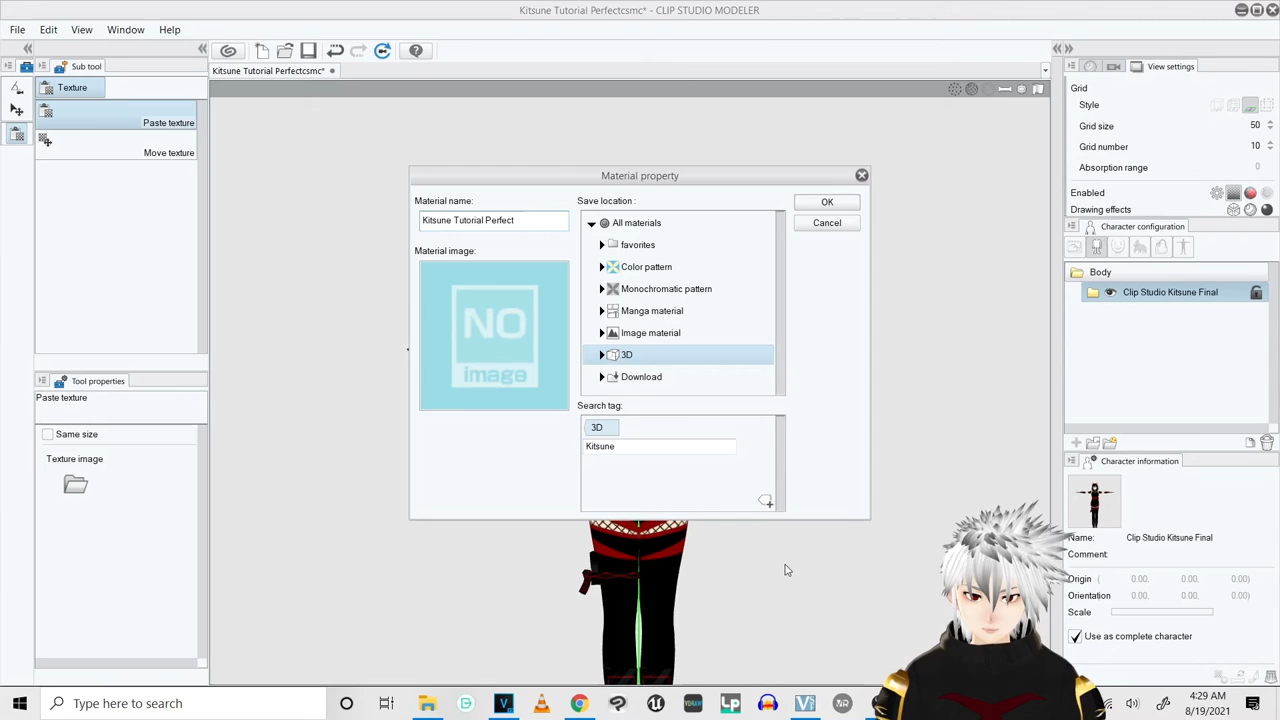 Kitsune Tutorial Perfectcsmc* - CLIP STUDIO MODELER
File Edit View Window Help
Sub tool
Kitsune Tutorial Perfectcsmc*
Texture
Paste texture
Move texture
Tool properties
Paste texture
Same size
Texture image
Material property
Material name:
Kitsune Tutorial Perfect
Material image:
NO
image
Save location :
All materials
favorites
Color pattern
Monochromatic pattern
Manga material
Image material
3D
Download
Search tag:
3D
Kitsune
OK
Cancel
View settings
Grid
Style
Grid size 50
Grid number 10
Absorption range 0
Enabled
Drawing effects
Character configuration
Body
Clip Studio Kitsune Final
Character information
Name: Clip Studio Kitsune Final
Comment:
Origin ( 0.00, 0.00, 0.00)
Orientation 0.00, 0.00, 0.00)
Scale
Use as complete character
Type here to search
4:29 AM
8/19/2021